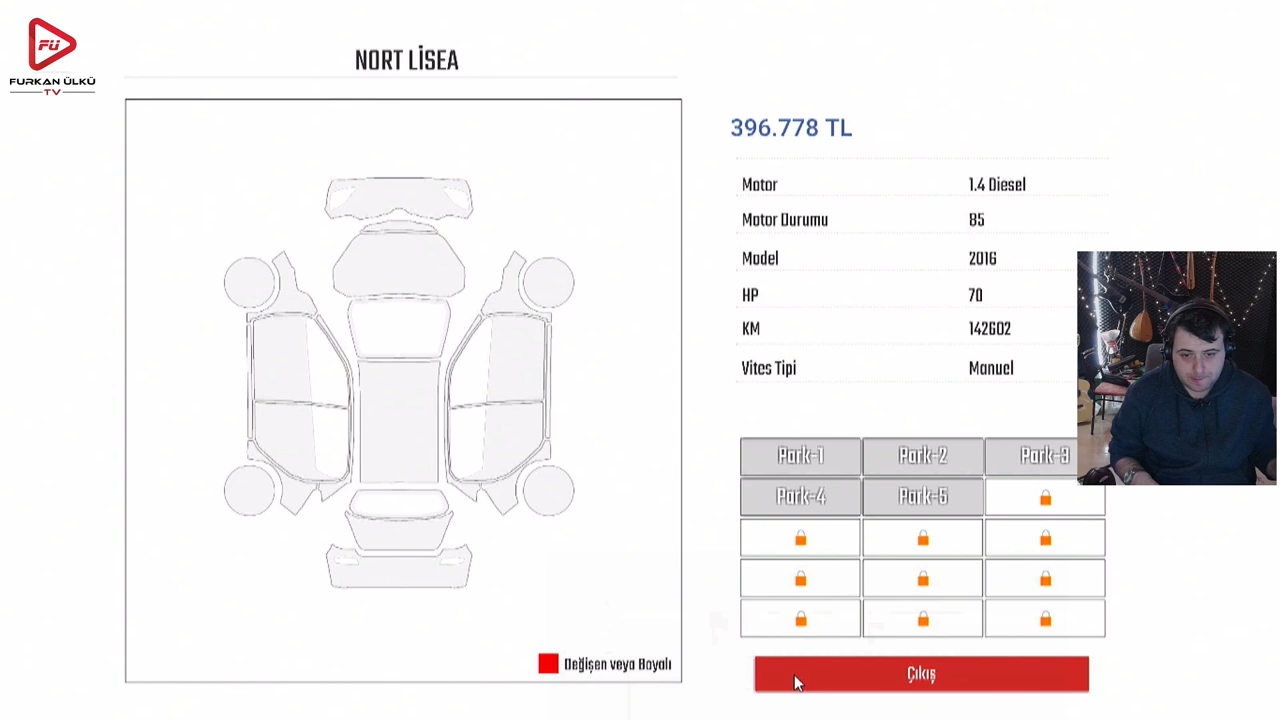 FU
FURKAN ÜLKÜ
TV
NORT LİSEA
396.778 TL
Motor 1.4 Diesel
Motor Durumu 85
Model 2016
HP 70
KM 142602
Vites Tipi Manuel
Park-1 Park-2 Park-3
Park-4 Park-5
Değişen veya Boyalı
Çıkış